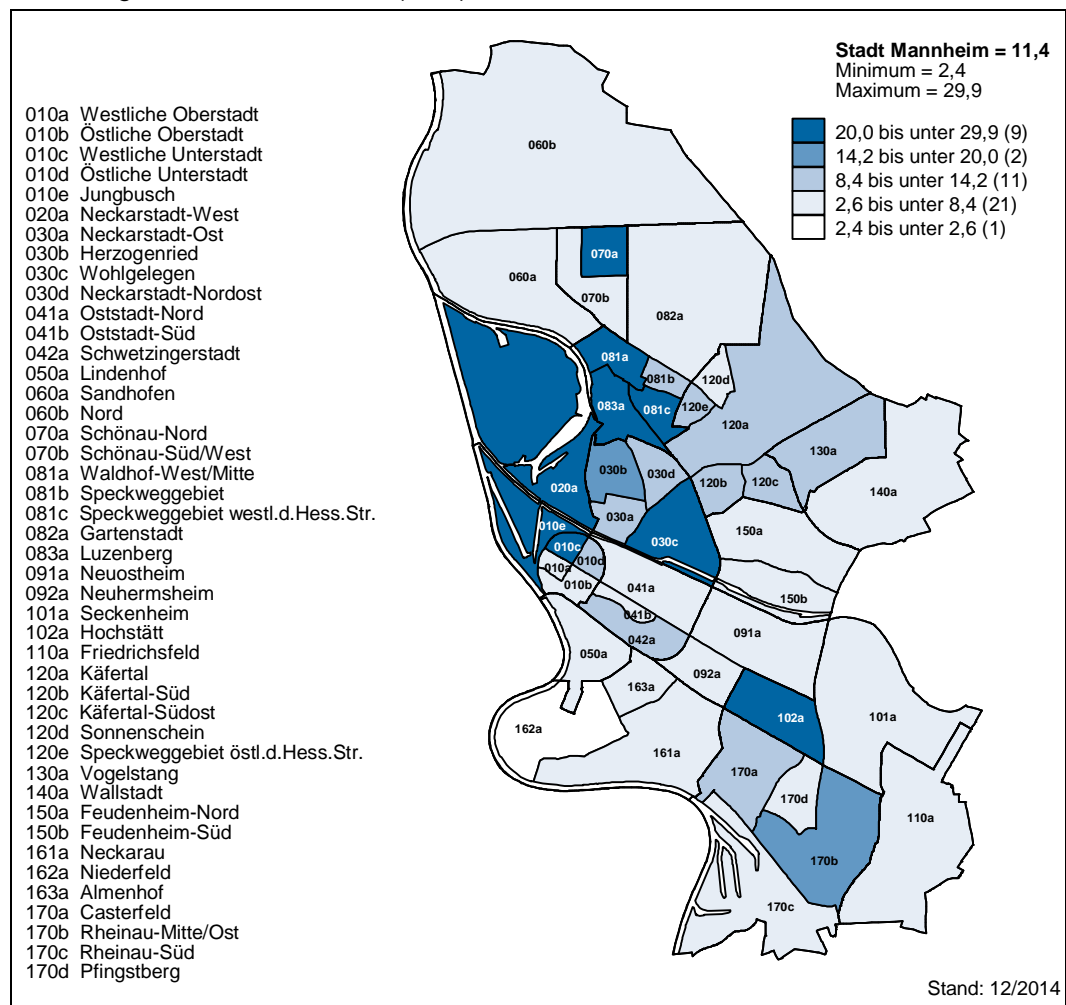 Stadt Mannheim = 11,4
Minimum = 2,4
Maximum = 29,9
20,0 bis unter 29,9 (9)
14,2 bis unter 20,0 (2)
8,4 bis unter 14,2 (11)
2,6 bis unter 8,4 (21)
2,4 bis unter 2,6 (1)
010a Westliche Oberstadt
010b Östliche Oberstadt
010c Westliche Unterstadt
010d Östliche Unterstadt
010e Jungbusch
020a Neckarstadt-West
030a Neckarstadt-Ost
030b Herzogenried
030c Wohlgelegen
030d Neckarstadt-Nordost
041a Oststadt-Nord
041b Oststadt-Süd
042a Schwetzingerstadt
050a Lindenhof
060a Sandhofen
060b Nord
070a Schönau-Nord
070b Schönau-Süd/West
081a Waldhof-West/Mitte
081b Speckweggebiet
081c Speckweggebiet westl.d.Hess.Str.
082a Gartenstadt
083a Luzenberg
091a Neuostheim
092a Neuhermsheim
101a Seckenheim
102a Hochstätt
110a Friedrichsfeld
120a Käfertal
120b Käfertal-Süd
120c Käfertal-Südost
120d Sonnenschein
120e Speckweggebiet östl.d.Hess.Str.
130a Vogelstang
140a Wallstadt
150a Feudenheim-Nord
150b Feudenheim-Süd
161a Neckarau
162a Niederfeld
163a Almenhof
170a Casterfeld
170b Rheinau-Mitte/Ost
170c Rheinau-Süd
170d Pfingstberg
060b
070a
060a
070b
082a
081a
081b
120d
083a
081c
120e
120a
130a
030b
030d
120b
120c
140a
020a
030a
010e
030c
150a
010c
010a
010d
010b
041a
150b
041b
042a
091a
050a
092a
163a
102a
101a
162a
161a
170a
170d
110a
170b
170c
Stand: 12/2014